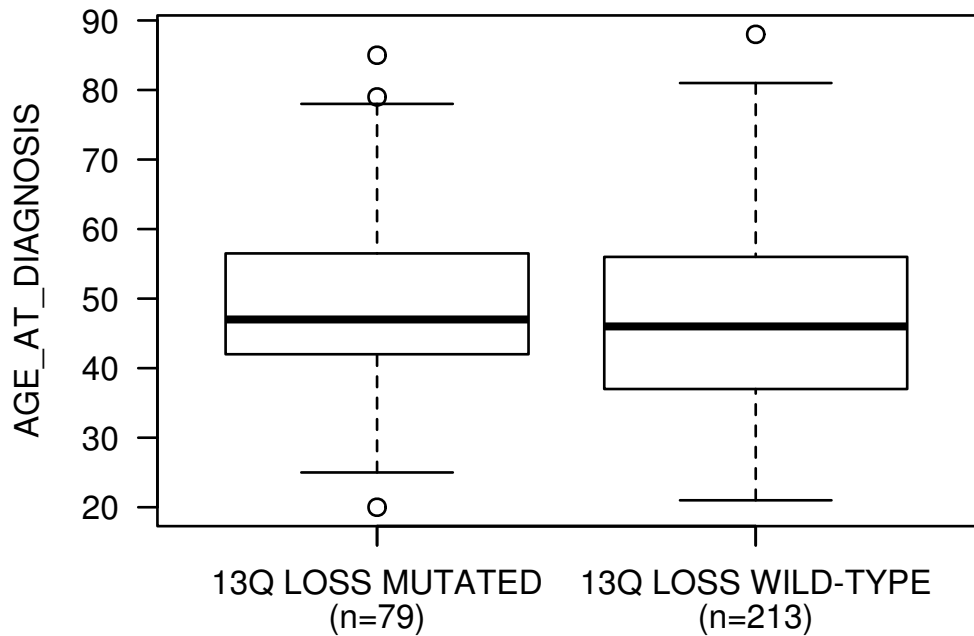 AGE_AT_DIAGNOSIS
90
80
70
60
50
40
30
20
13Q LOSS MUTATED
(n=79)
13Q LOSS WILD-TYPE
(n=213)